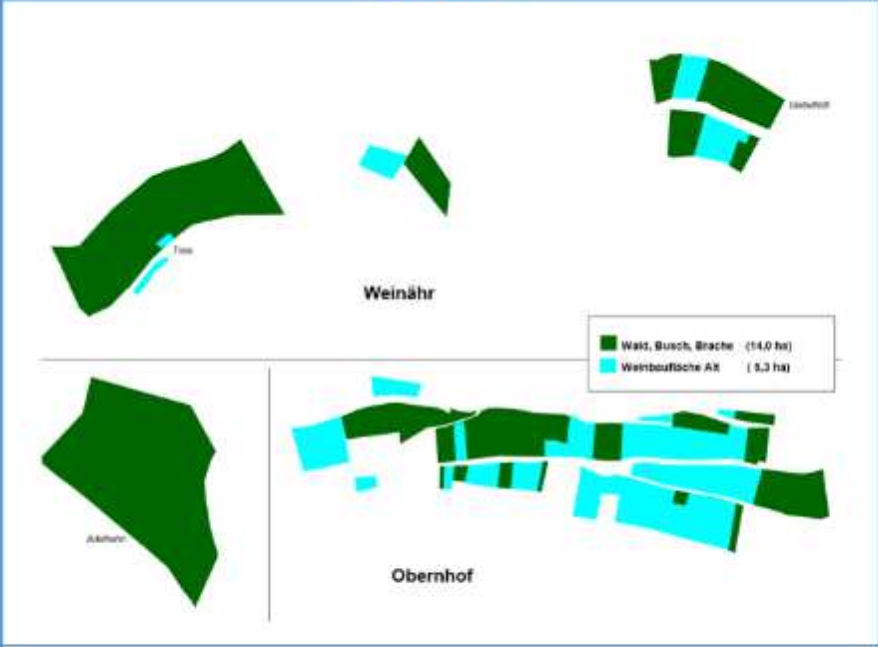 Weinähr
Wald, Busch, Brache (14,0 ha)
Weinbaufläche Alt ( 5,3 ha)
Obernhof